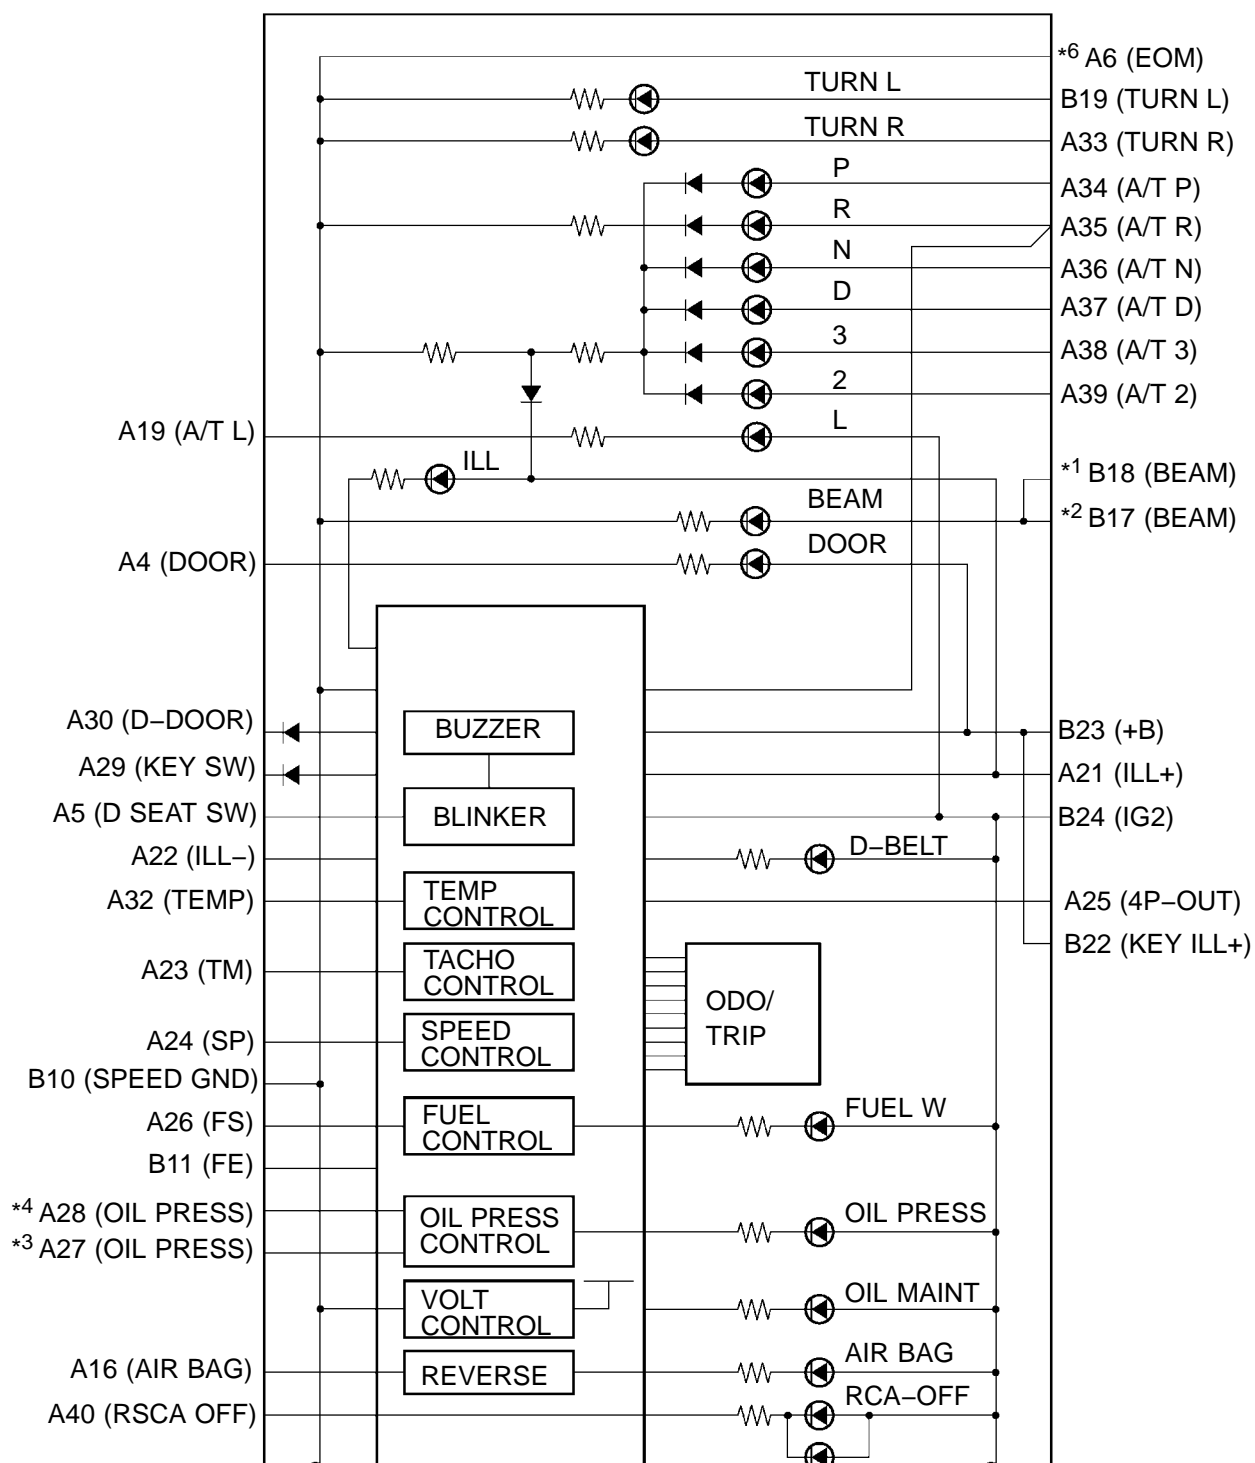 *6 A6 (EOM)
TURN L
B19 (TURN L)
TURN R
A33 (TURN R)
P
A34 (A/T P)
R
A35 (A/T R)
N
A36 (A/T N)
D
A37 (A/T D)
3
A38 (A/T 3)
2
A39 (A/T 2)
A19 (A/T L)
L
ILL
*1 B18 (BEAM)
BEAM
*2 B17 (BEAM)
A4 (DOOR)
DOOR
A30 (D−DOOR)
BUZZER
B23 (+B)
A29 (KEY SW)
A21 (ILL+)
A5 (D SEAT SW)
BLINKER
B24 (IG2)
A22 (ILL−)
D−BELT
A32 (TEMP)
TEMP
CONTROL
A25 (4P−OUT)
B22 (KEY ILL+)
A23 (TM)
TACHO
CONTROL
ODO/
TRIP
A24 (SP)
SPEED
CONTROL
B10 (SPEED GND)
A26 (FS)
FUEL
CONTROL
FUEL W
B11 (FE)
*4 A28 (OIL PRESS)
*3 A27 (OIL PRESS)
OIL PRESS
CONTROL
OIL PRESS
VOLT
CONTROL
OIL MAINT
A16 (AIR BAG)
REVERSE
AIR BAG
A40 (RSCA OFF)
RCA−OFF